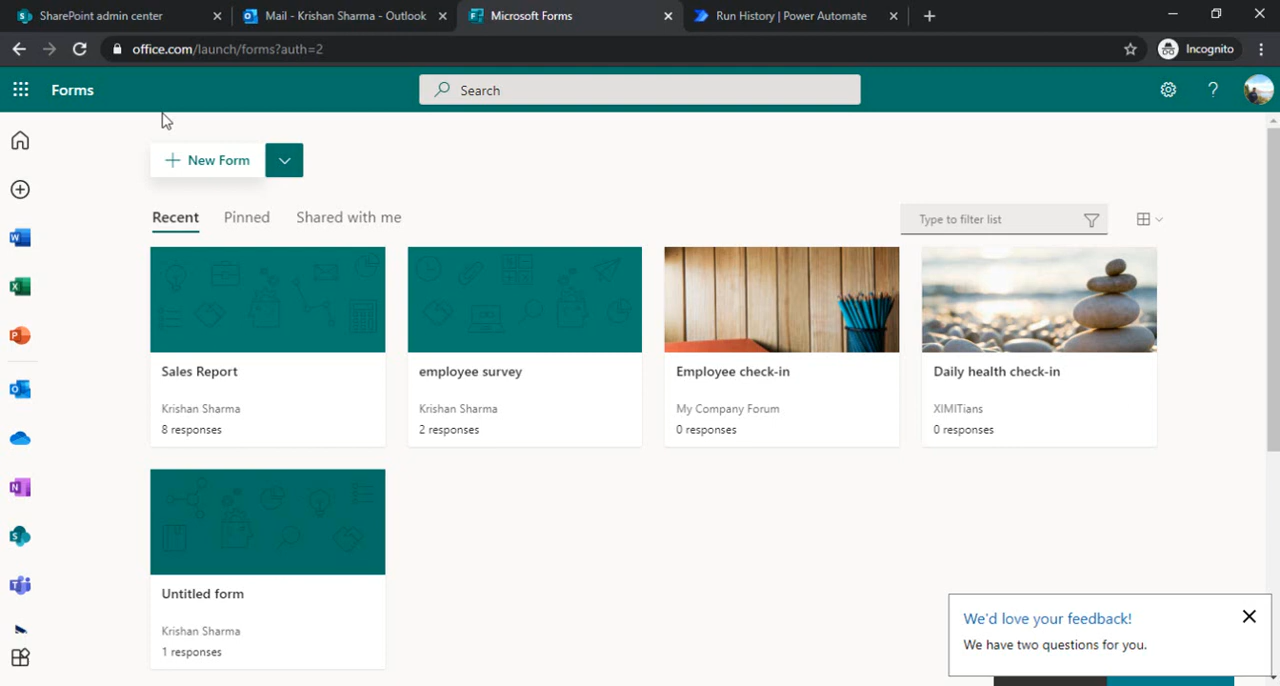 SharePoint admin center
Mail - Krishan Sharma - Outlook
Microsoft Forms
Run History | Power Automate
office.com/launch/forms?auth=2
Incognito
Forms
Search
New Form
Recent
Pinned
Shared with me
Type to filter list
Sales Report
Krishan Sharma
8 responses
employee survey
Krishan Sharma
2 responses
Employee check-in
My Company Forum
0 responses
Daily health check-in
XIMITians
0 responses
Untitled form
Krishan Sharma
1 responses
We'd love your feedback!
We have two questions for you.